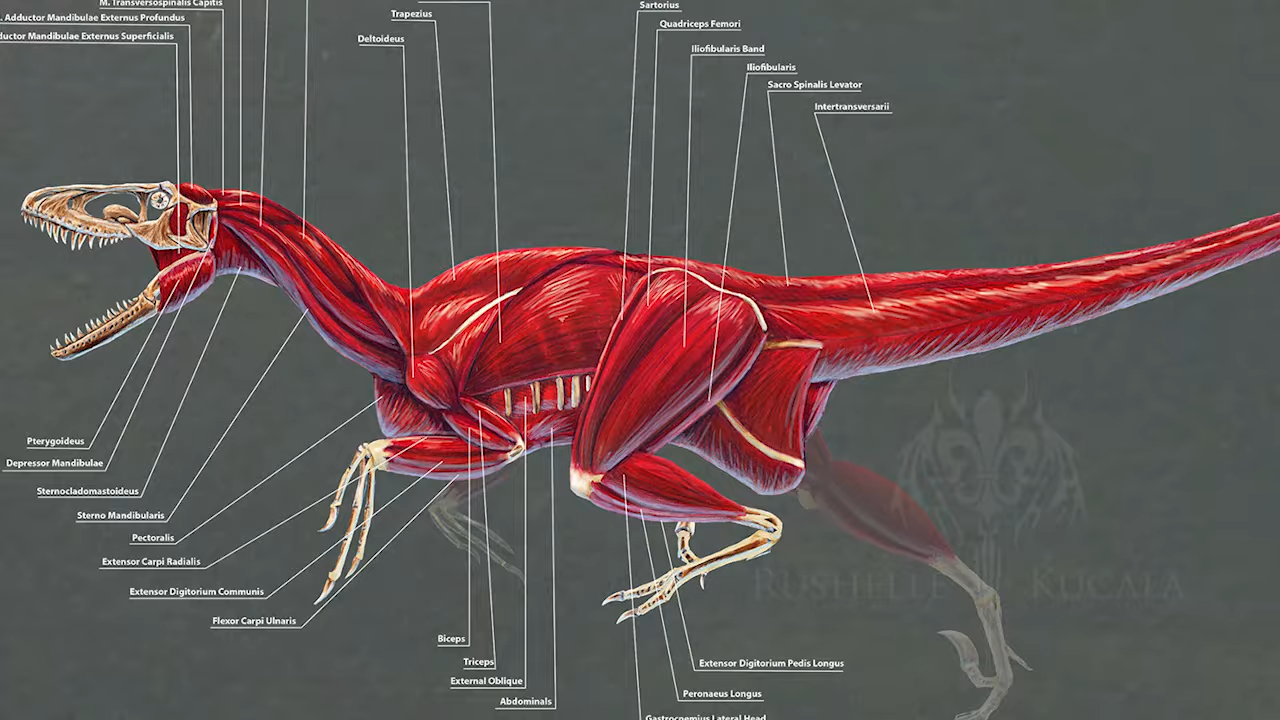 M. Transversospinalis Capitis
. Adductor Mandibulae Externus Profundus
ductor Mandibulae Externus Superficialis
Trapezius
Deltoideus
Sartorius
Quadriceps Femori
Iliofibularis Band
Iliofibularis
Sacro Spinalis Levator
Intertransversarii
Pterygoideus
Depressor Mandibulae
Sternocladomastoideus
Sterno Mandibularis
Pectoralis
Extensor Carpi Radialis
Extensor Digitorium Communis
Flexor Carpi Ulnaris
Biceps
Triceps
External Oblique
Abdominals
Extensor Digitorium Pedis Longus
Peronaeus Longus
Gastrocnemius Lateral Head
Kucala